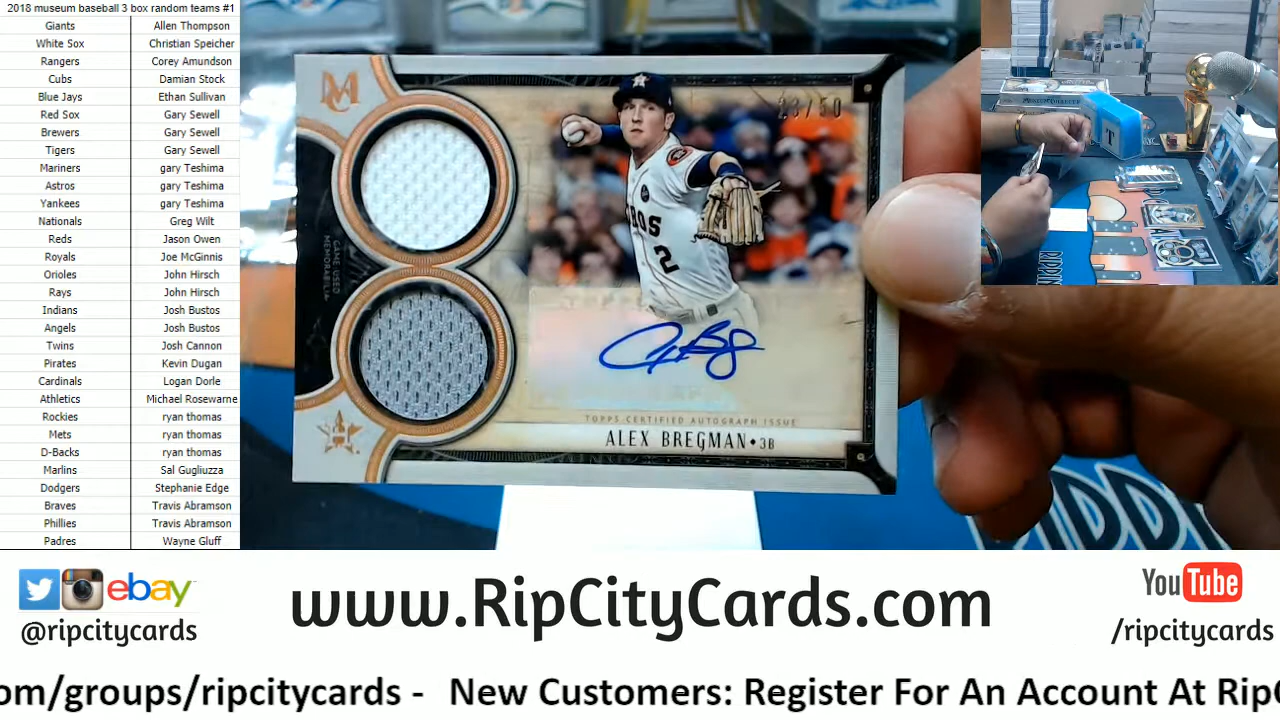 2018 museum baseball 3 box random teams #1
Giants Allen Thompson
White Sox Christian Speicher
Rangers Corey Amundson
Cubs Damian Stock
Blue Jays Ethan Sullivan
Red Sox Gary Sewell
Brewers Gary Sewell
Tigers Gary Sewell
Mariners gary Teshima
Astros gary Teshima
Yankees gary Teshima
Nationals Greg Wilt
Reds Jason Owen
Royals Joe McGinnis
Orioles John Hirsch
Rays John Hirsch
Indians Josh Bustos
Angels Josh Bustos
Twins Josh Cannon
Pirates Kevin Dugan
Cardinals Logan Dorle
Athletics Michael Rosewarne
Rockies ryan thomas
Mets ryan thomas
D-Backs ryan thomas
Marlins Sal Gugliuzza
Dodgers Stephanie Edge
Braves Travis Abramson
Phillies Travis Abramson
Padres Wayne Gluff
M
GAME USED
MEMORABILIA
2
TOPPS CERTIFIED AUTOGRAPH ISSUE
ALEX BREGMAN • 3B
RIPPIN
ebay
@ripcitycards
www.RipCityCards.com
YouTube
/ripcitycards
om/groups/ripcitycards - New Customers: Register For An Account At RipC